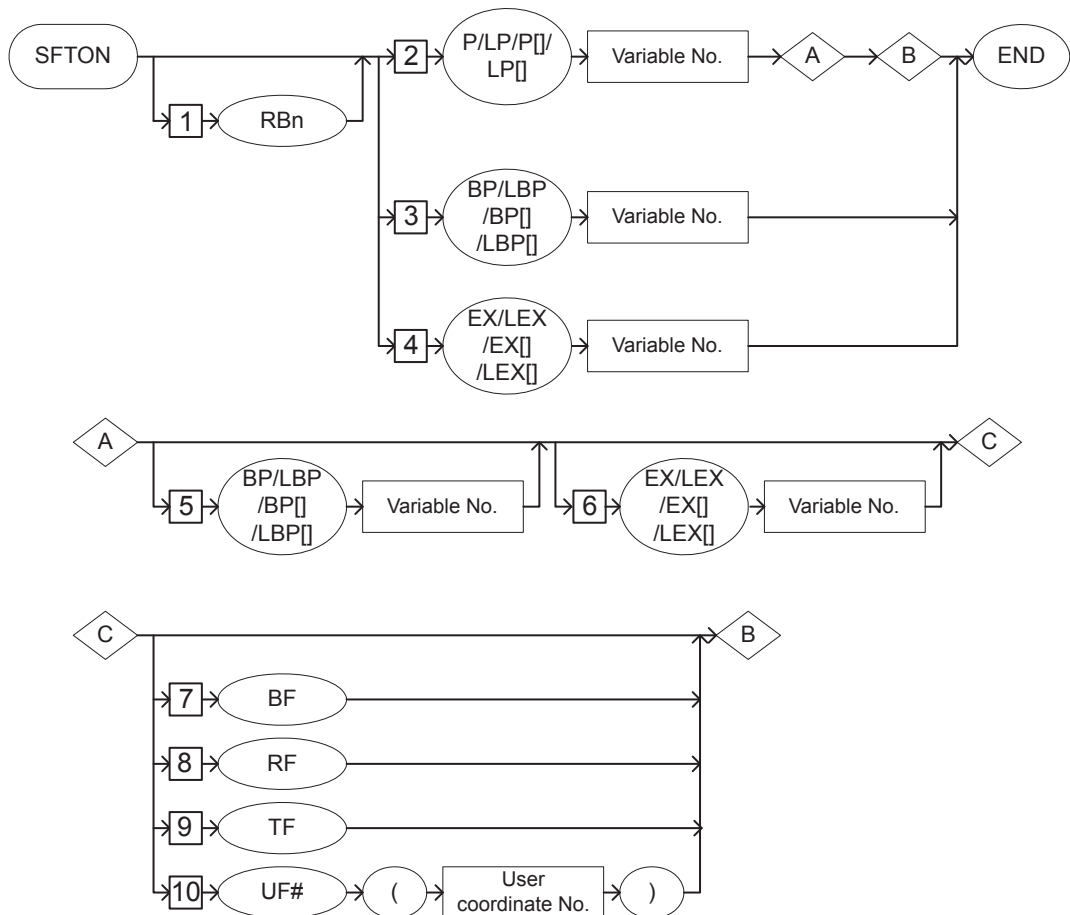 SFTON
2
P/LP/P[]/
LP[]
Variable No.
A
B
END
1
RBn
3
BP/LBP
/BP[]
/LBP[]
Variable No.
4
EX/LEX
/EX[]
/LEX[]
Variable No.
A
C
5
BP/LBP
/BP[]
/LBP[]
Variable No.
6
EX/LEX
/EX[]
/LEX[]
Variable No.
C
B
7
BF
8
RF
9
TF
10
UF#
(
User
coordinate No.
)